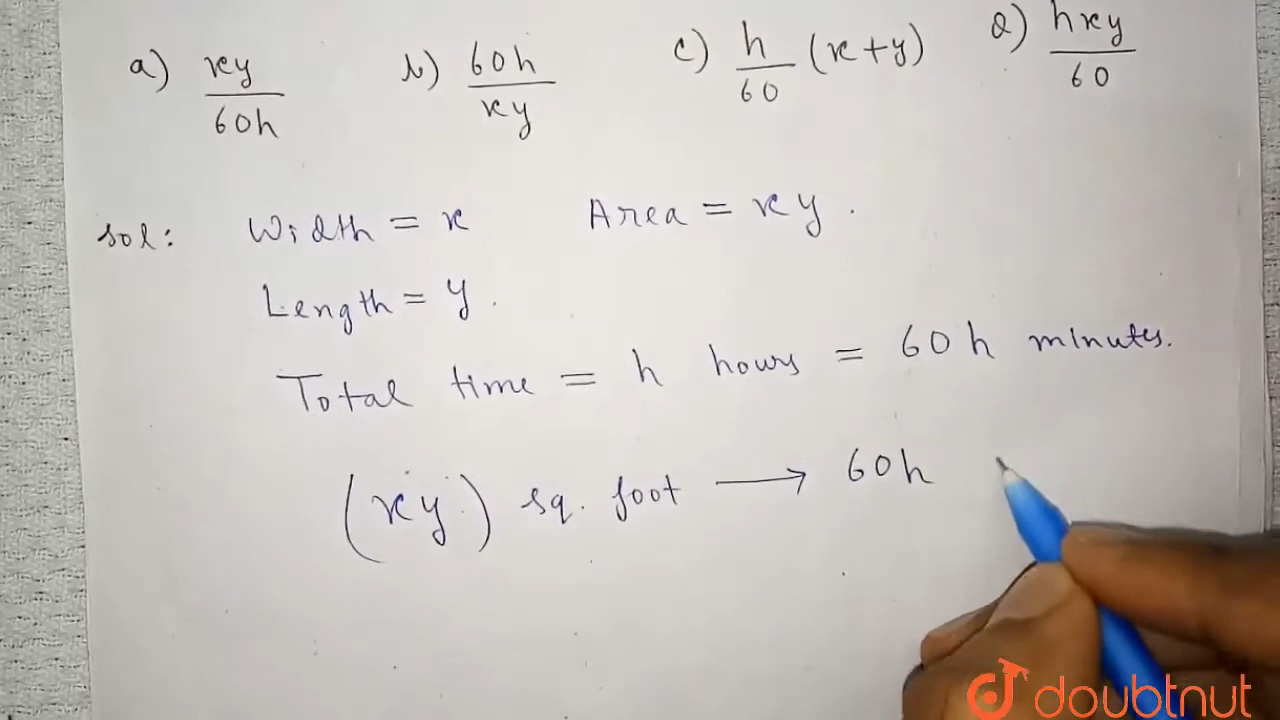 a) xy/60h b) 60h/xy c) h/60 (x+y) d) hxy/60
Sol: Width = x Area = xy.
Length = y.
Total time = h hours = 60h minutes.
(xy) sq. foot → 60h
doubtnut